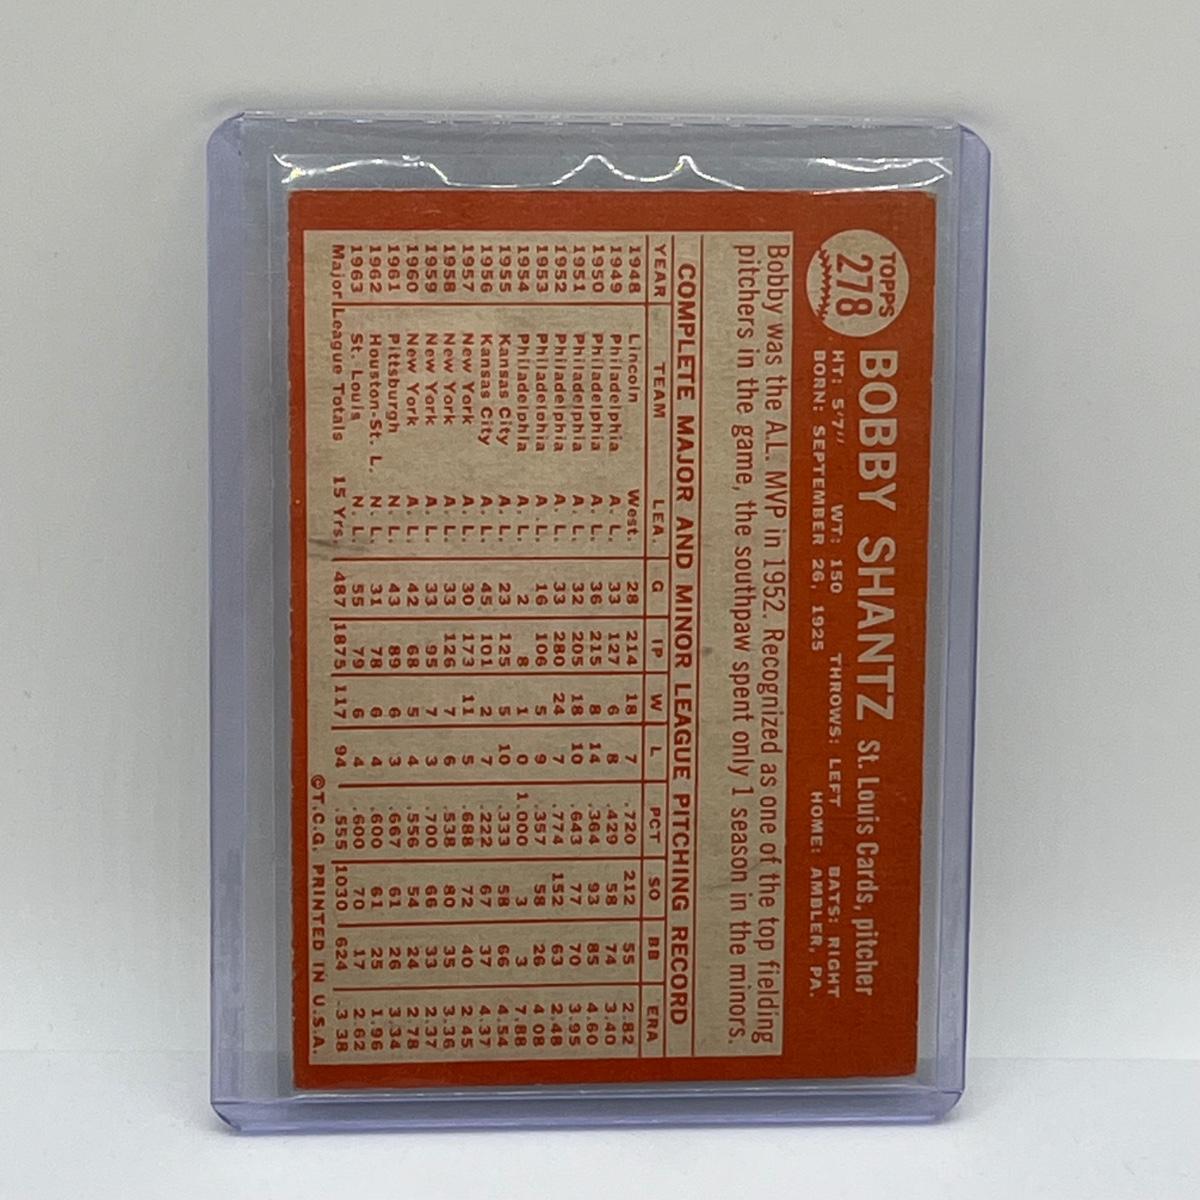 TOPPS
278
BOBBY SHANTZ St. Louis Cards, pitcher
HT: 5'7" WT: 150 THROWS: LEFT BATS: RIGHT
BORN: SEPTEMBER 26, 1925 HOME: AMBLER, PA.
Bobby was the A.L. MVP in 1952. Recognized as one of the top fielding
pitchers in the game, the southpaw spent only 1 season in the minors.
COMPLETE MAJOR AND MINOR LEAGUE PITCHING RECORD
YEAR TEAM LEA. G IP W L PCT SO BB ERA
1948 Lincoln West. 28 214 18 7 .720 212 55 2.82
1949 Philadelphia A. L. 33 127 6 8 .429 58 74 3.40
1950 Philadelphia A. L. 36 215 8 14 .364 93 85 4.60
1951 Philadelphia A. L. 32 205 18 10 .643 77 70 3.95
1952 Philadelphia A. L. 33 280 24 7 .774 152 63 2.48
1953 Philadelphia A. L. 16 106 5 9 .357 58 26 4.08
1954 Philadelphia A. L. 2 8 1 0 1.000 3 3 7.88
1955 Kansas City A. L. 23 125 5 10 .333 58 66 4.54
1956 Kansas City A. L. 45 101 2 7 .222 67 37 4.37
1957 New York A. L. 30 173 11 5 .688 72 40 2.45
1958 New York A. L. 33 126 7 6 .538 80 35 3.36
1959 New York A. L. 33 95 7 3 .700 66 33 2.37
1960 New York A. L. 42 68 5 4 .556 54 24 2.78
1961 Pittsburgh N. L. 43 89 6 3 .667 61 26 3.34
1962 Houston-St. L. N. L. 31 78 6 4 .600 61 25 1.96
1963 St. Louis N. L. 55 79 6 4 .600 70 17 2.62
Major League Totals 15 Yrs. 487 1875 117 94 .555 1030 624 3.38
©T.C.G. PRINTED IN U.S.A.